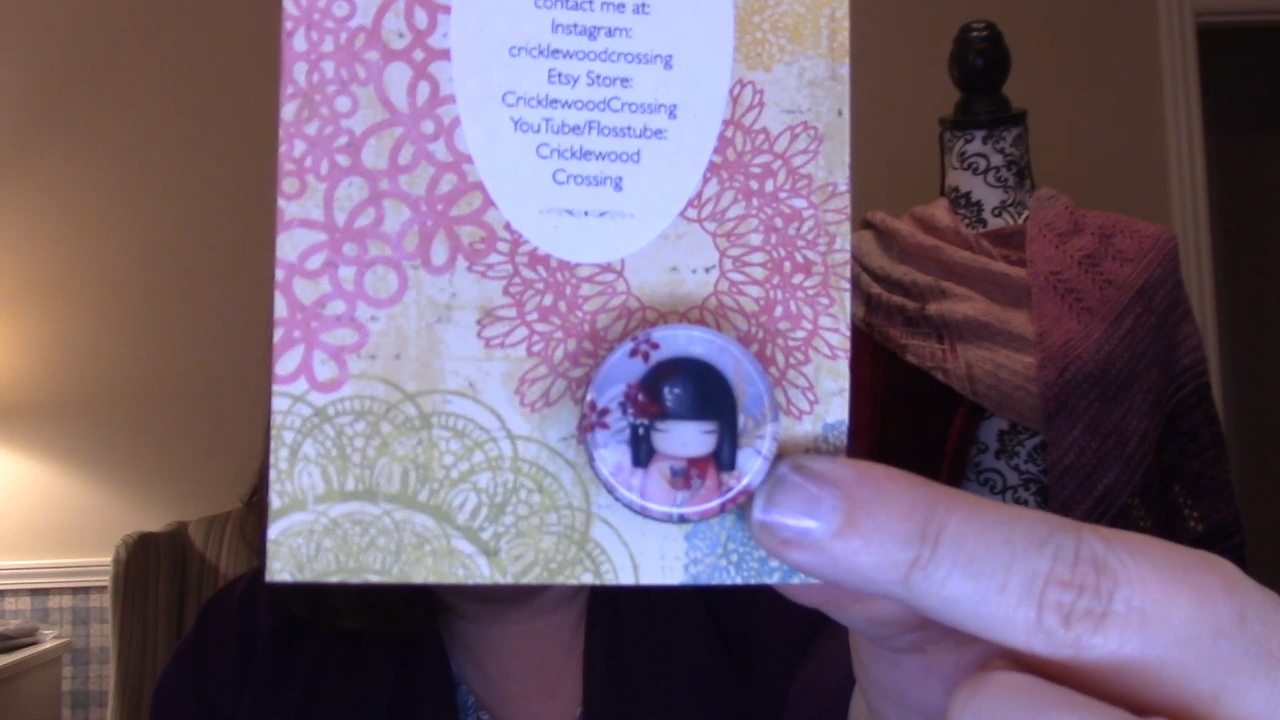 contact me at:
Instagram:
cricklewoodcrossing
Etsy Store:
CricklewoodCrossing
YouTube/Flosstube:
Cricklewood
Crossing